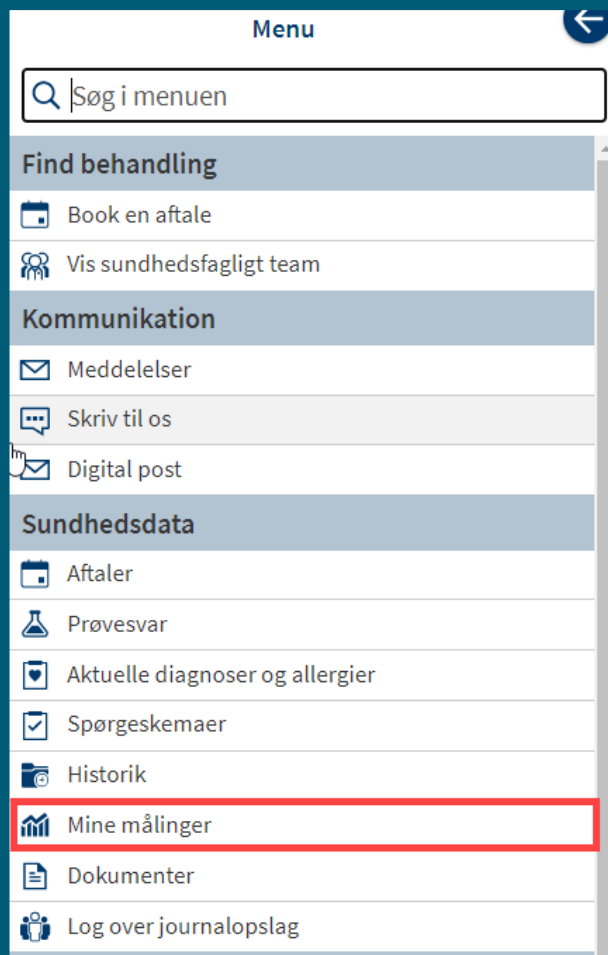 Menu
Søg i menuen
Find behandling
Book en aftale
Vis sundhedsfagligt team
Kommunikation
Meddelelser
Skriv til os
Digital post
Sundhedsdata
Aftaler
Prøvesvar
Aktuelle diagnoser og allergier
Spørgeskemaer
Historik
Mine målinger
Dokumenter
Log over journalopslag